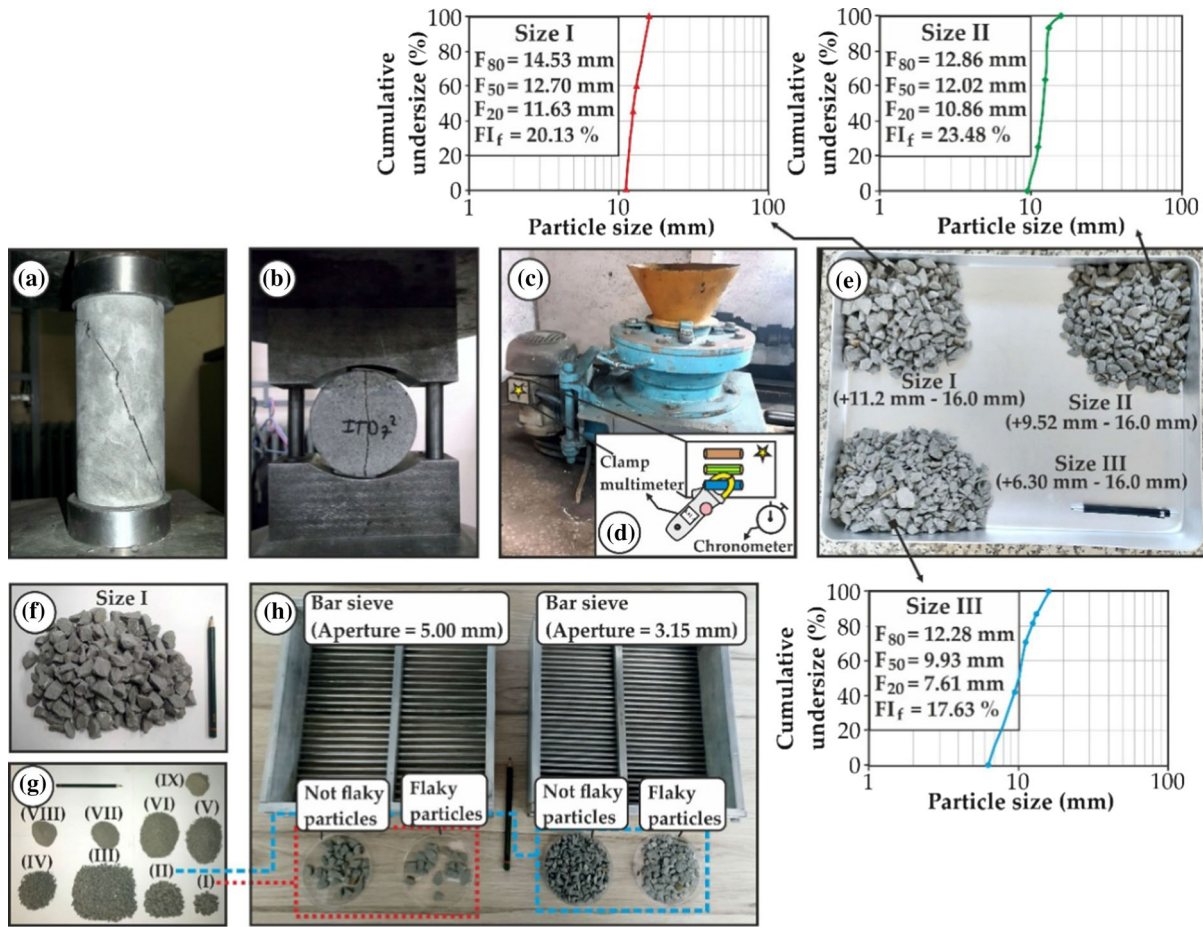 100
80
60
40
20
0
Cumulative
undersize (%)
Size I
F80 = 14.53 mm
F50 = 12.70 mm
F20 = 11.63 mm
FIf = 20.13 %
1
10
100
Particle size (mm)
100
80
60
40
20
0
Cumulative
undersize (%)
Size II
F80 = 12.86 mm
F50 = 12.02 mm
F20 = 10.86 mm
FIf = 23.48 %
1
10
100
Particle size (mm)
(a)
(b)
ITO72
(c)
Clamp
multimeter
(d)
Chronometer
(e)
Size I
(+11.2 mm - 16.0 mm)
Size II
(+9.52 mm - 16.0 mm)
Size III
(+6.30 mm - 16.0 mm)
(f)
Size I
(g)
(IX)
(VIII)
(VII)
(VI)
(V)
(IV)
(III)
(II)
(I)
(h)
Bar sieve
(Aperture = 5.00 mm)
Bar sieve
(Aperture = 3.15 mm)
Not flaky
particles
Flaky
particles
Not flaky
particles
Flaky
particles
100
80
60
40
20
0
Cumulative
undersize (%)
Size III
F80 = 12.28 mm
F50 = 9.93 mm
F20 = 7.61 mm
FIf = 17.63 %
1
10
100
Particle size (mm)